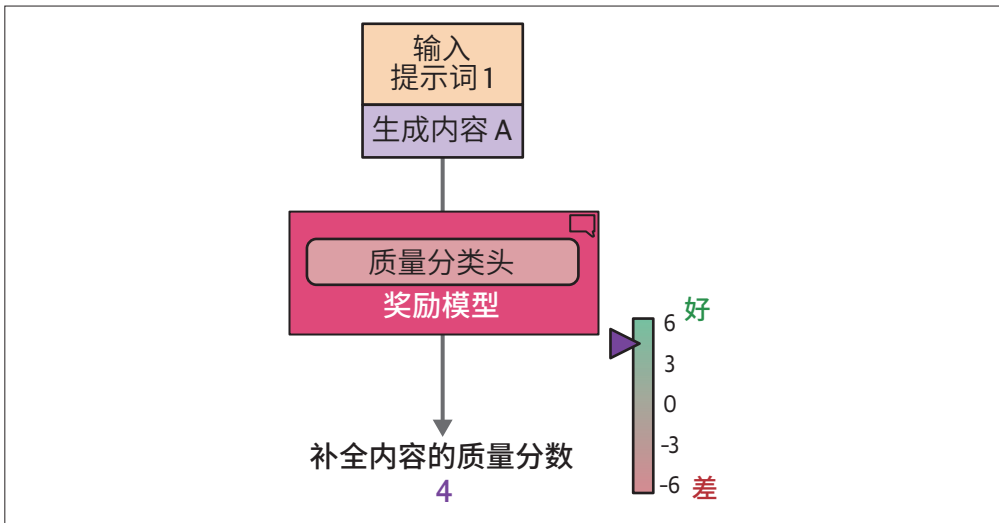 输入
提示词1
生成内容 A
质量分类头
奖励模型
6 好
3
0
-3
-6 差
补全内容的质量分数
4